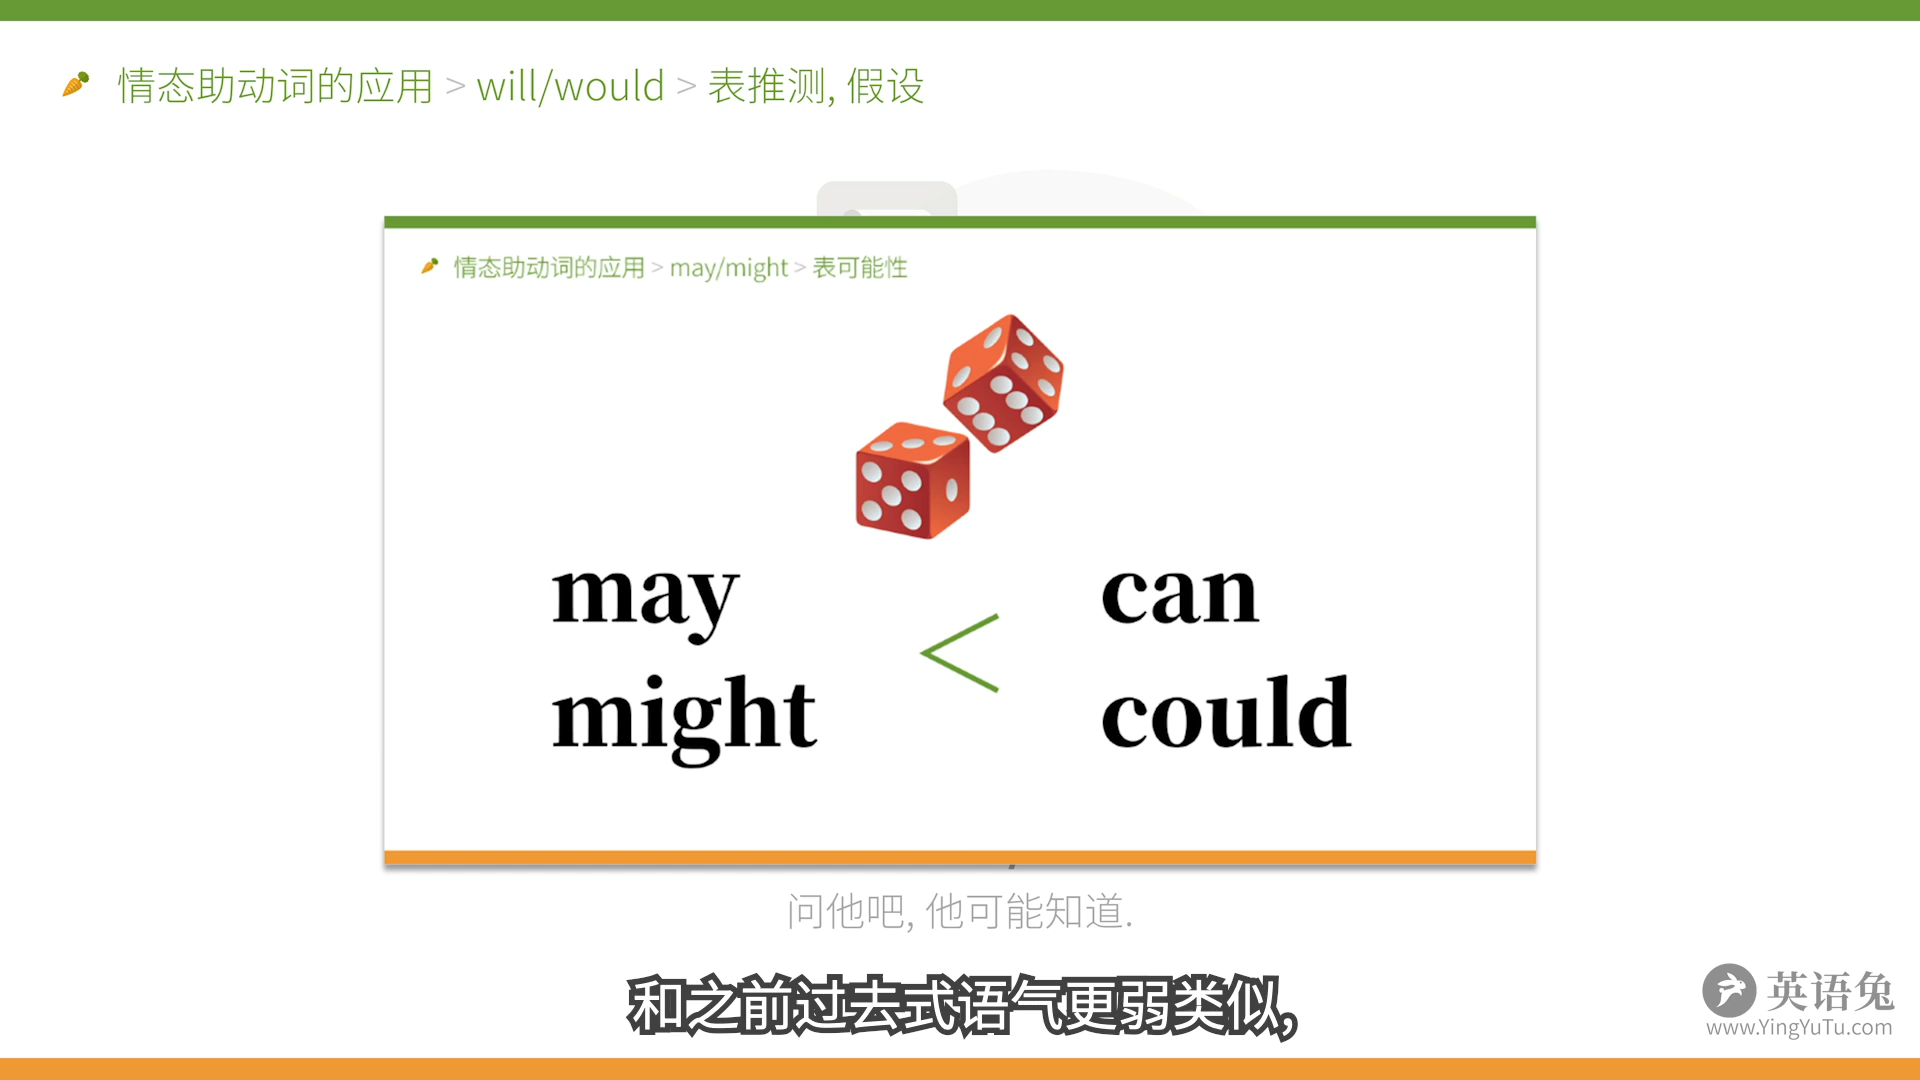 情态助动词的应用 > will/would > 表推测, 假设
情态助动词的应用 > may/might > 表可能性
may
can
<
might
could
问他吧, 他可能知道.
和之前过去式语气更弱类似,
英语兔
www.YingYuTu.com